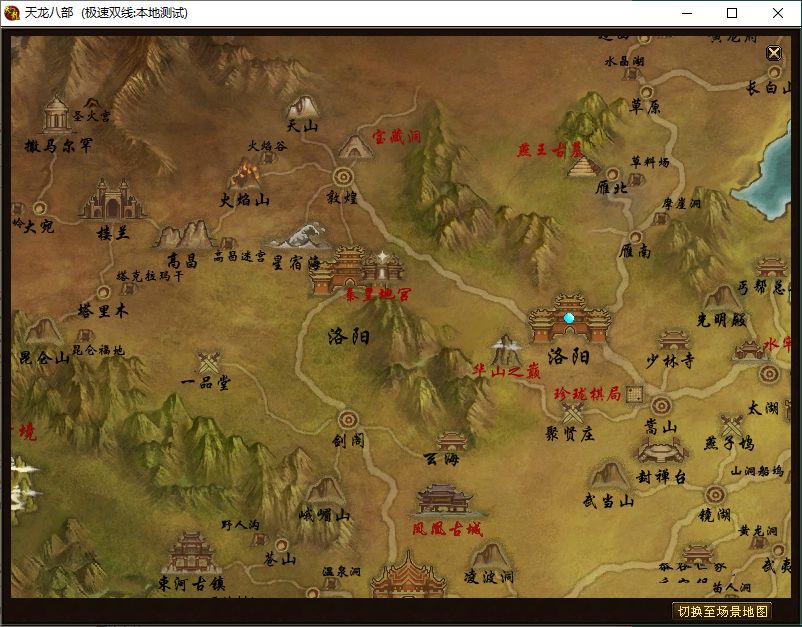 天龙八部 (极速双线:本地测试)
水晶湖
长白山
草原
圣火宫
撒马尔罕
天山
宝藏洞
火焰谷
燕王古墓
草料场
火焰山
敦煌
雁北
摩崖洞
大宛
楼兰
高昌
高昌迷宫
星宿海
雁南
塔克拉玛干
秦皇地宫
丐帮总
塔里木
洛阳
光明殿
昆仑山
昆仑福地
洛阳
少林寺
水牢
一品堂
华山之巅
珍珑棋局
境
剑阁
聚贤庄
嵩山
太湖
燕子坞
玄海
封禅台
山洞船坞
峨嵋山
武当山
镜湖
野人沟
凤凰古城
黄龙洞
苍山
束河古镇
温泉洞
凌波洞
武夷
苗人洞
切换至场景地图